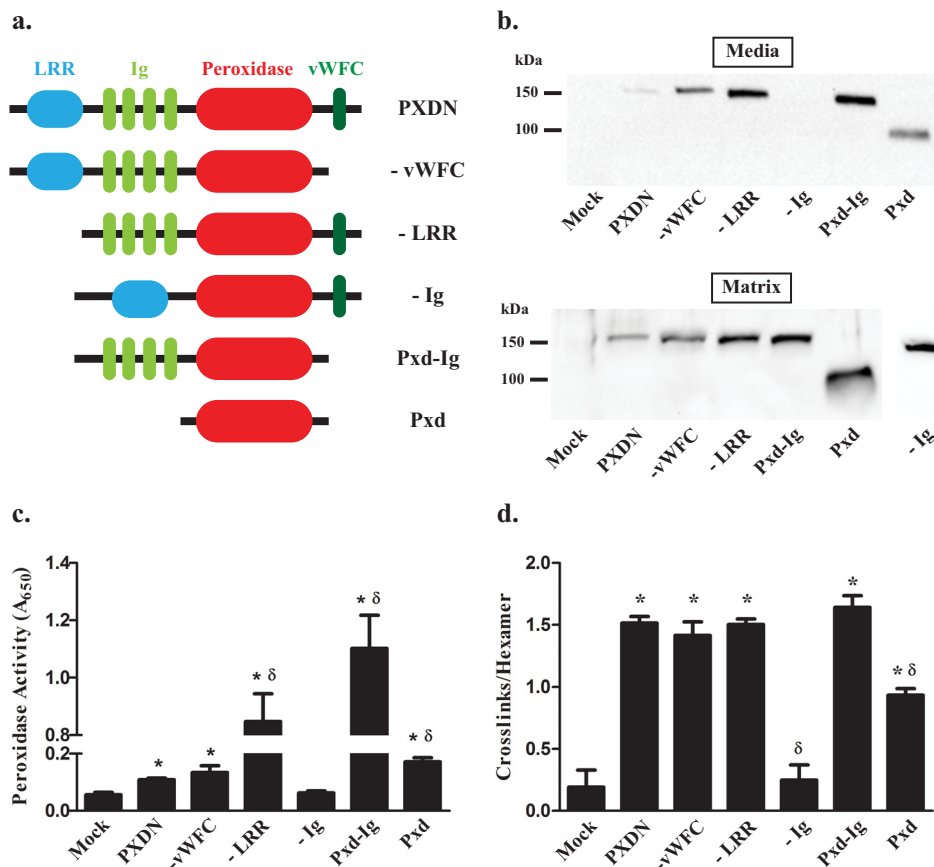 a.
LRR Ig Peroxidase vWFC
PXDN
- vWFC
- LRR
- Ig
Pxd-Ig
Pxd
b.
Media
kDa
150
100
Mock PXDN -vWFC - LRR - Ig Pxd-Ig Pxd
Matrix
kDa
150
100
Mock PXDN -vWFC - LRR Pxd-Ig Pxd - Ig
c.
Peroxidase Activity (A650)
1.4
1.2
1.0
0.8
0.2
0.0
* * * δ * δ * δ
Mock PXDN -vWFC - LRR - Ig Pxd-Ig Pxd
d.
Crosslinks/Hexamer
2.0
1.5
1.0
0.5
0.0
* * * δ * * δ
Mock PXDN -vWFC - LRR - Ig Pxd-Ig Pxd